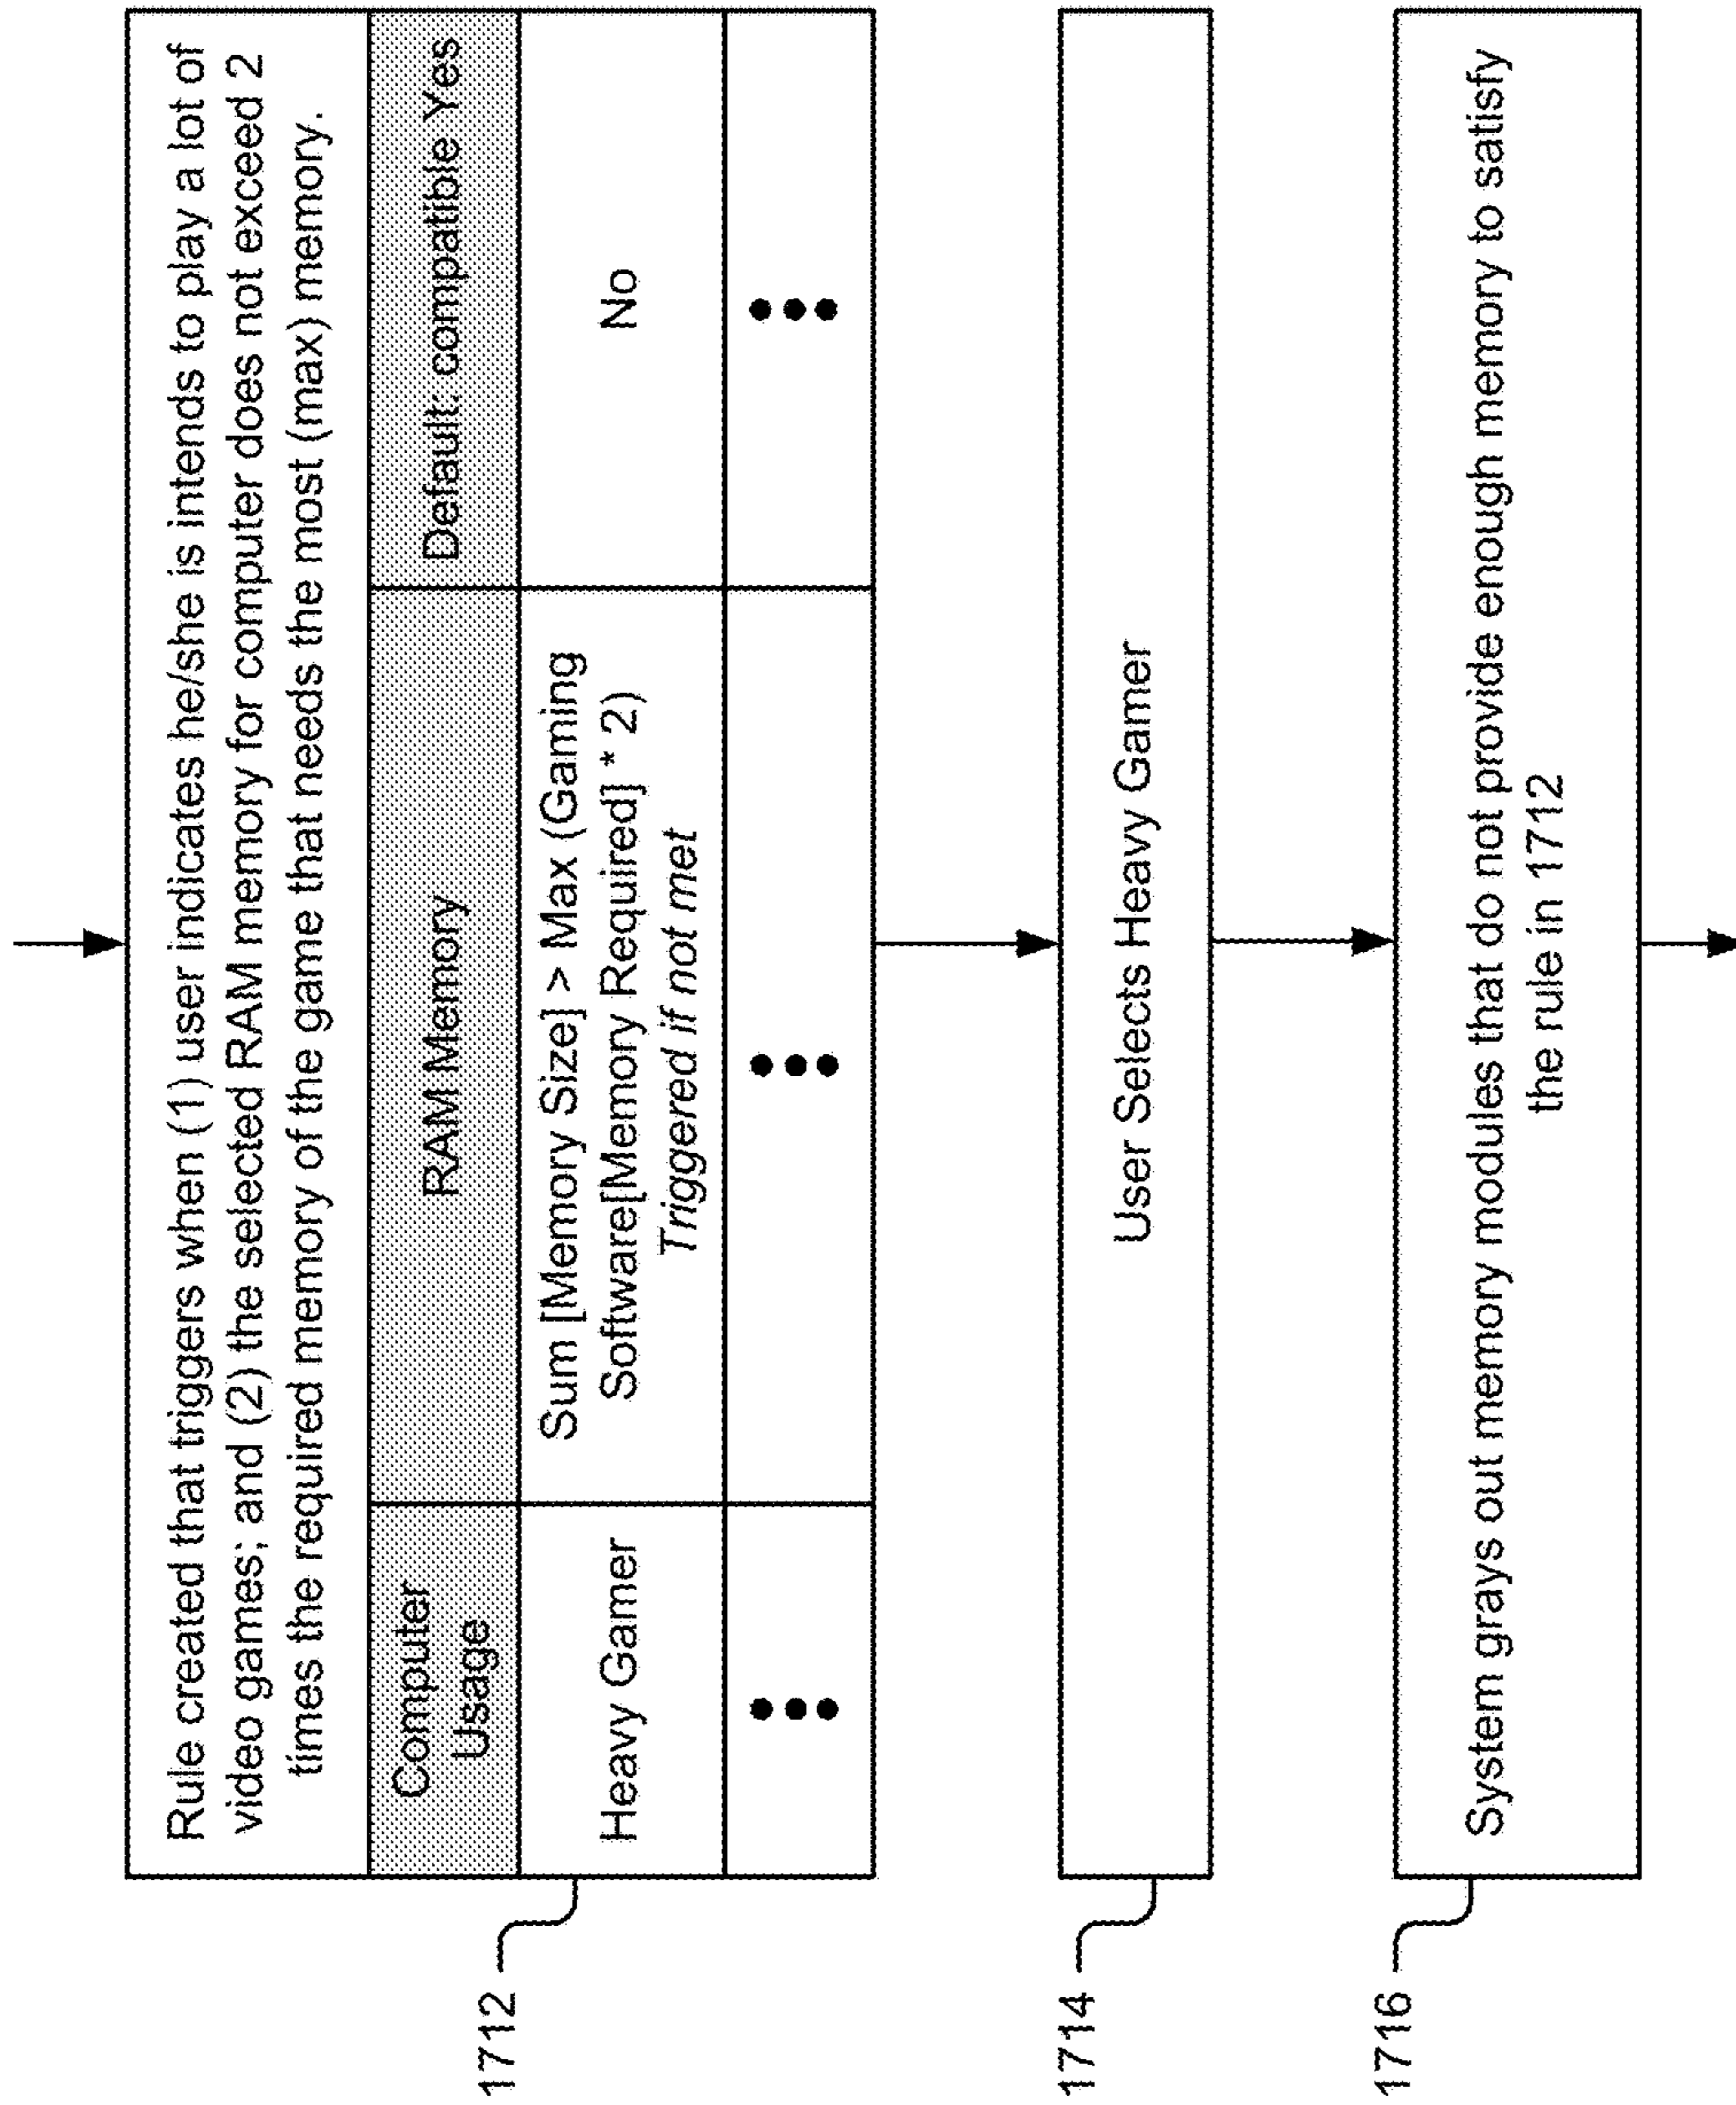 Rule created that triggers when (1) user indicates he/she is intends to play a lot of
video games; and (2) the selected RAM memory for computer does not exceed 2
times the required memory of the game that needs the most (max) memory.
Computer
Usage
RAM Memory
Default: compatible Yes
Heavy Gamer
Sum [Memory Size] > Max (Gaming
Software[Memory Required] * 2)
Triggered if not met
No
1712
User Selects Heavy Gamer
1714
System grays out memory modules that do not provide enough memory to satisfy
the rule in 1712
1716